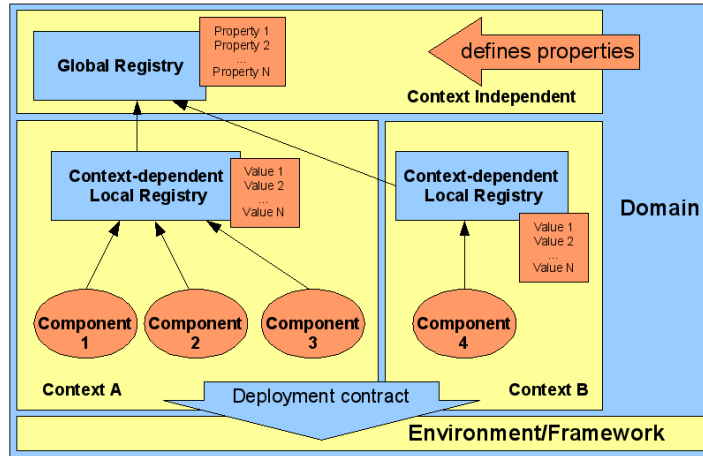 Property 1
Property 2
...
Property N
Global Registry
defines properties
Context Independent
Context-dependent
Local Registry
Value 1
Value 2
...
Value N
Context-dependent
Local Registry
Value 1
Value 2
...
Value N
Domain
Component
1
Component
2
Component
3
Component
4
Context A
Deployment contract
Context B
Environment/Framework